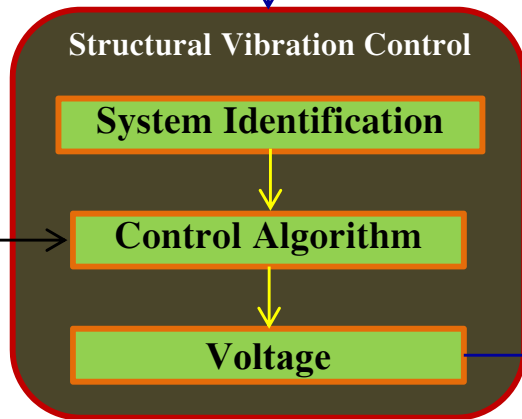 Structural Vibration Control
System Identification
Control Algorithm
Voltage